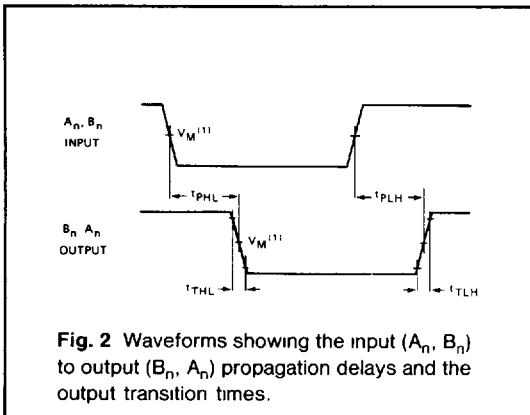 An, Bn
INPUT
VM(1)
tPHL
tPLH
Bn An
OUTPUT
VM(1)
tTHL
tTLH
Fig. 2 Waveforms showing the input (An, Bn)
to output (Bn, An) propagation delays and the
output transition times.